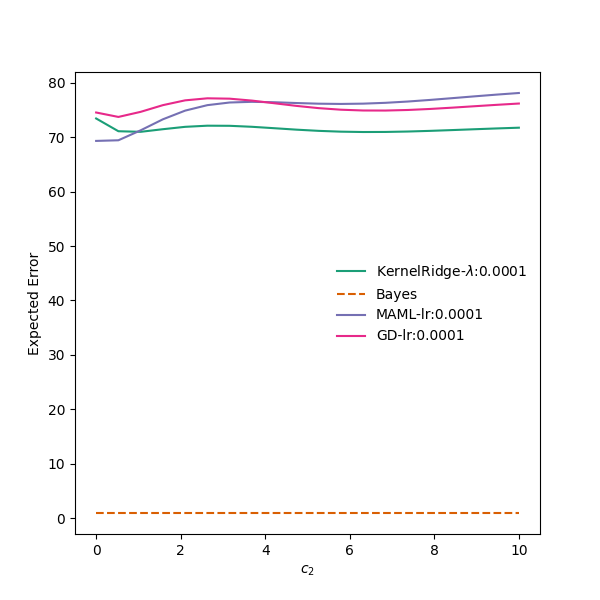 80
70
60
50
40
30
20
10
0
Expected Error
KernelRidge-λ:0.0001
Bayes
MAML-lr:0.0001
GD-lr:0.0001
0 2 4 6 8 10
c₂